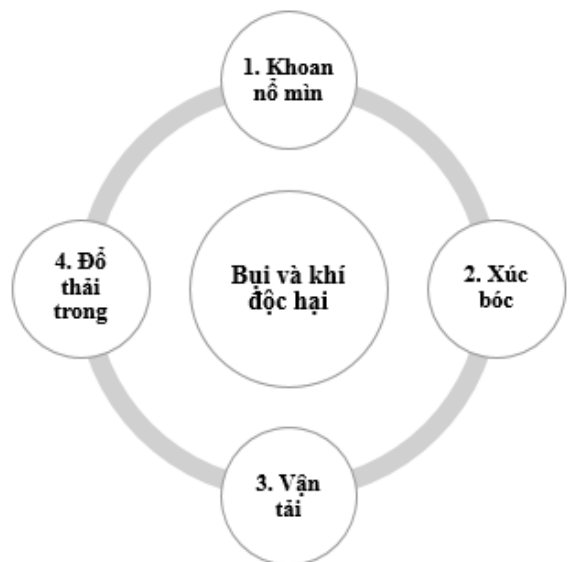 1. Khoan
nổ mìn
4. Đổ
thải
trong
Bụi và khí
độc hại
2. Xúc
bóc
3. Vận
tải